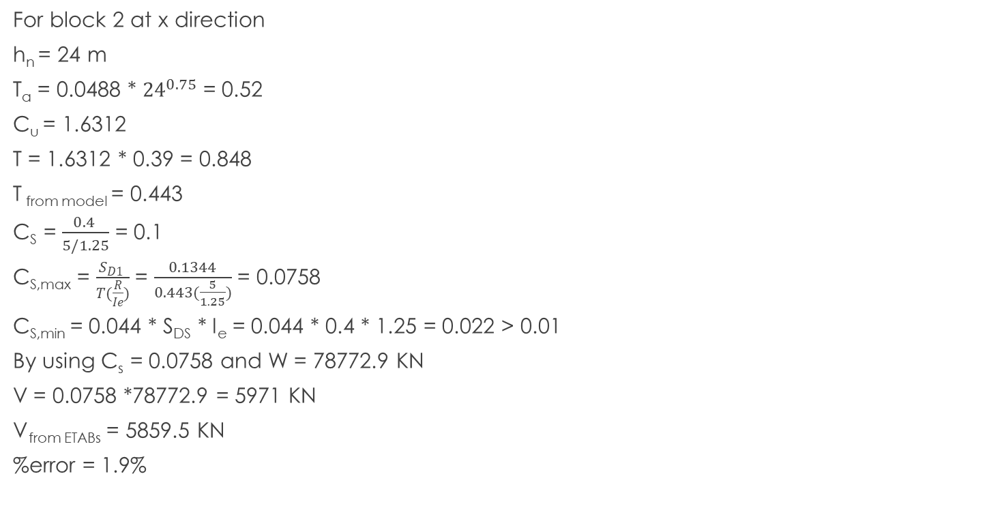 For block 2 at x direction
hn = 24 m
Ta = 0.0488 * 24^0.75 = 0.52
Cu = 1.6312
T = 1.6312 * 0.39 = 0.848
T from model = 0.443
CS = 0.4 / (5/1.25) = 0.1
CS,max = SD1 / T(R/Ie) = 0.1344 / 0.443(5/1.25) = 0.0758
CS,min = 0.044 * SDS * Ie = 0.044 * 0.4 * 1.25 = 0.022 > 0.01
By using Cs = 0.0758 and W = 78772.9 KN
V = 0.0758 *78772.9 = 5971 KN
V from ETABs = 5859.5 KN
%error = 1.9%